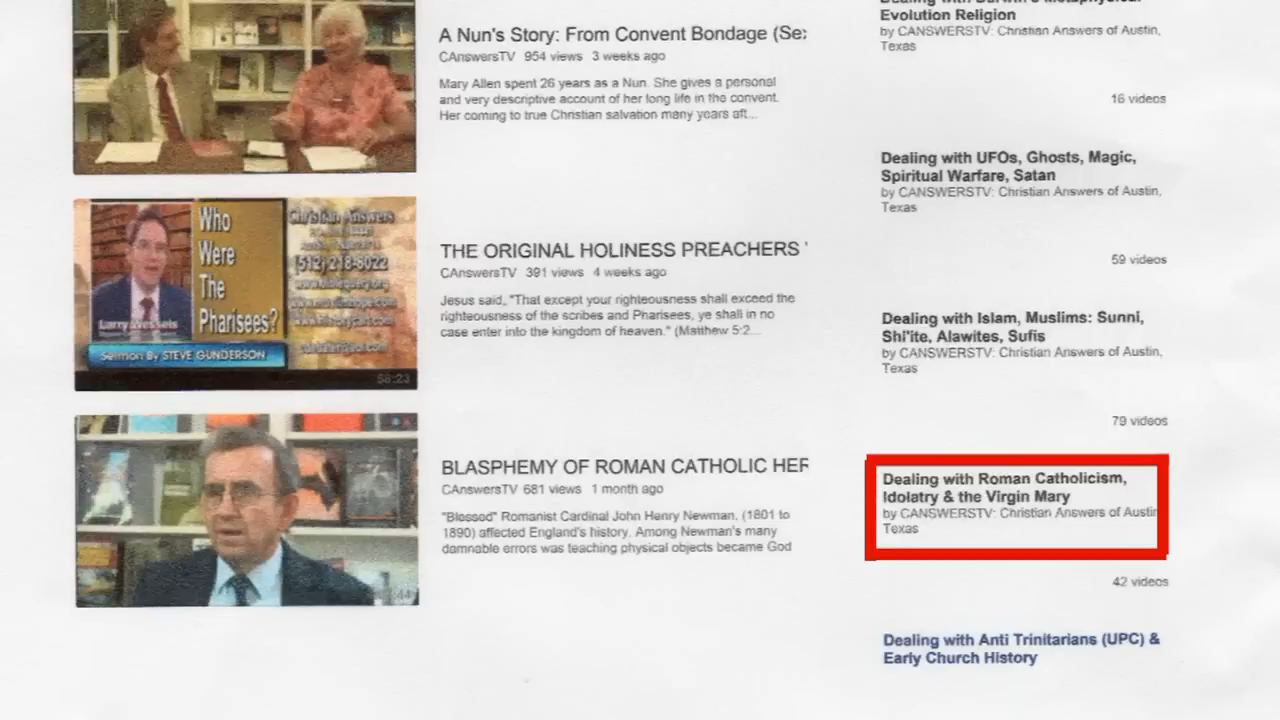 A Nun's Story: From Convent Bondage (Se
CAnswersTV 954 views 3 weeks ago
Mary Allen spent 26 years as a Nun. She gives a personal
and very descriptive account of her long life in the convent.
Her coming to true Christian salvation many years aft...
Who
Were
The
Pharisees?
Christian Answers
(512) 218-8022
Larry Wessels
Sermon By STEVE GUNDERSON
58:23
THE ORIGINAL HOLINESS PREACHERS '
CAnswersTV 391 views 4 weeks ago
Jesus said, "That except your righteousness shall exceed the
righteousness of the scribes and Pharisees, ye shall in no
case enter into the kingdom of heaven." (Matthew 5:2...
BLASPHEMY OF ROMAN CATHOLIC HER
CAnswersTV 681 views 1 month ago
"Blessed" Romanist Cardinal John Henry Newman, (1801 to
1890) affected England's history. Among Newman's many
damnable errors was teaching physical objects became God
Evolution Religion
by CANSWERSTV: Christian Answers of Austin,
Texas
16 videos
Dealing with UFOs, Ghosts, Magic,
Spiritual Warfare, Satan
by CANSWERSTV: Christian Answers of Austin,
Texas
59 videos
Dealing with Islam, Muslims: Sunni,
Shi'ite, Alawites, Sufis
by CANSWERSTV: Christian Answers of Austin,
Texas
79 videos
Dealing with Roman Catholicism,
Idolatry & the Virgin Mary
by CANSWERSTV: Christian Answers of Austin
Texas
42 videos
Dealing with Anti Trinitarians (UPC) &
Early Church History